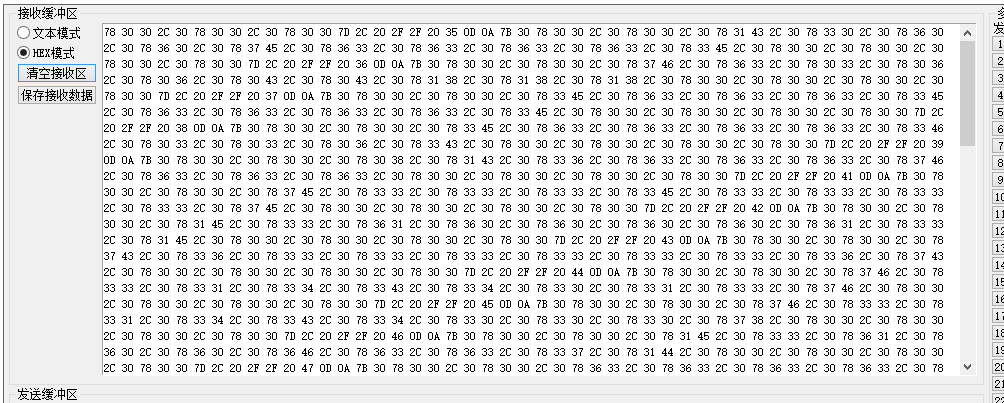 接收缓冲区
文本模式
HEX模式
清空接收区
保存接收数据
78 30 30 2C 30 78 30 30 2C 30 78 30 30 7D 2C 20 2F 2F 20 35 0D 0A 7B 30 78 30 30 2C 30 78 30 30 2C 30 78 31 43 2C 30 78 33 30 2C 30 78 36 30
2C 30 78 36 30 2C 30 78 37 45 2C 30 78 36 33 2C 30 78 36 33 2C 30 78 36 33 2C 30 78 36 33 2C 30 78 33 45 2C 30 78 30 30 2C 30 78 30 30 2C 30
78 30 30 2C 30 78 30 30 7D 2C 20 2F 2F 20 36 0D 0A 7B 30 78 30 30 2C 30 78 30 30 2C 30 78 37 46 2C 30 78 36 33 2C 30 78 30 33 2C 30 78 30 36
2C 30 78 30 36 2C 30 78 30 43 2C 30 78 30 43 2C 30 78 31 38 2C 30 78 31 38 2C 30 78 31 38 2C 30 78 30 30 2C 30 78 30 30 2C 30 78 30 30 2C 30
78 30 30 7D 2C 20 2F 2F 20 37 0D 0A 7B 30 78 30 30 2C 30 78 30 30 2C 30 78 33 45 2C 30 78 36 33 2C 30 78 36 33 2C 30 78 36 33 2C 30 78 33 45
2C 30 78 36 33 2C 30 78 36 33 2C 30 78 36 33 2C 30 78 36 33 2C 30 78 33 45 2C 30 78 30 30 2C 30 78 30 30 2C 30 78 30 30 2C 30 78 30 30 7D 2C
20 2F 2F 20 38 0D 0A 7B 30 78 30 30 2C 30 78 30 30 2C 30 78 33 45 2C 30 78 36 33 2C 30 78 36 33 2C 30 78 36 33 2C 30 78 36 33 2C 30 78 33 46
2C 30 78 30 33 2C 30 78 30 33 2C 30 78 30 36 2C 30 78 33 43 2C 30 78 30 30 2C 30 78 30 30 2C 30 78 30 30 2C 30 78 30 30 7D 2C 20 2F 2F 20 39
0D 0A 7B 30 78 30 30 2C 30 78 30 30 2C 30 78 30 38 2C 30 78 31 43 2C 30 78 33 36 2C 30 78 36 33 2C 30 78 36 33 2C 30 78 36 33 2C 30 78 37 46
2C 30 78 36 33 2C 30 78 36 33 2C 30 78 36 33 2C 30 78 30 30 2C 30 78 30 30 2C 30 78 30 30 2C 30 78 30 30 7D 2C 20 2F 2F 20 41 0D 0A 7B 30 78
30 30 2C 30 78 30 30 2C 30 78 37 45 2C 30 78 33 33 2C 30 78 33 33 2C 30 78 33 33 2C 30 78 33 45 2C 30 78 33 33 2C 30 78 33 33 2C 30 78 33 33
2C 30 78 33 33 2C 30 78 37 45 2C 30 78 30 30 2C 30 78 30 30 2C 30 78 30 30 2C 30 78 30 30 7D 2C 20 2F 2F 20 42 0D 0A 7B 30 78 30 30 2C 30 78
30 30 2C 30 78 31 45 2C 30 78 33 33 2C 30 78 36 31 2C 30 78 36 30 2C 30 78 36 30 2C 30 78 36 30 2C 30 78 36 30 2C 30 78 36 31 2C 30 78 33 33
2C 30 78 31 45 2C 30 78 30 30 2C 30 78 30 30 2C 30 78 30 30 2C 30 78 30 30 7D 2C 20 2F 2F 20 43 0D 0A 7B 30 78 30 30 2C 30 78 30 30 2C 30 78
37 43 2C 30 78 33 36 2C 30 78 33 33 2C 30 78 33 33 2C 30 78 33 33 2C 30 78 33 33 2C 30 78 33 33 2C 30 78 33 33 2C 30 78 33 36 2C 30 78 37 43
2C 30 78 30 30 2C 30 78 30 30 2C 30 78 30 30 2C 30 78 30 30 7D 2C 20 2F 2F 20 44 0D 0A 7B 30 78 30 30 2C 30 78 30 30 2C 30 78 37 46 2C 30 78
33 33 2C 30 78 33 31 2C 30 78 33 34 2C 30 78 33 43 2C 30 78 33 34 2C 30 78 33 30 2C 30 78 33 31 2C 30 78 33 33 2C 30 78 37 46 2C 30 78 30 30
2C 30 78 30 30 2C 30 78 30 30 2C 30 78 30 30 7D 2C 20 2F 2F 20 45 0D 0A 7B 30 78 30 30 2C 30 78 30 30 2C 30 78 37 46 2C 30 78 33 33 2C 30 78
33 31 2C 30 78 33 34 2C 30 78 33 43 2C 30 78 33 34 2C 30 78 33 30 2C 30 78 33 30 2C 30 78 33 30 2C 30 78 37 38 2C 30 78 30 30 2C 30 78 30 30
2C 30 78 30 30 2C 30 78 30 30 7D 2C 20 2F 2F 20 46 0D 0A 7B 30 78 30 30 2C 30 78 30 30 2C 30 78 31 45 2C 30 78 33 33 2C 30 78 36 31 2C 30 78
36 30 2C 30 78 36 30 2C 30 78 36 46 2C 30 78 36 33 2C 30 78 36 33 2C 30 78 33 37 2C 30 78 31 44 2C 30 78 30 30 2C 30 78 30 30 2C 30 78 30 30
2C 30 78 30 30 7D 2C 20 2F 2F 20 47 0D 0A 7B 30 78 30 30 2C 30 78 30 30 2C 30 78 36 33 2C 30 78 36 33 2C 30 78 36 33 2C 30 78 36 33 2C 30 78
发送缓冲区